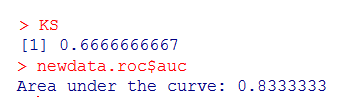 > KS
[1] 0.6666666667
> newdata.roc$auc
Area under the curve: 0.8333333